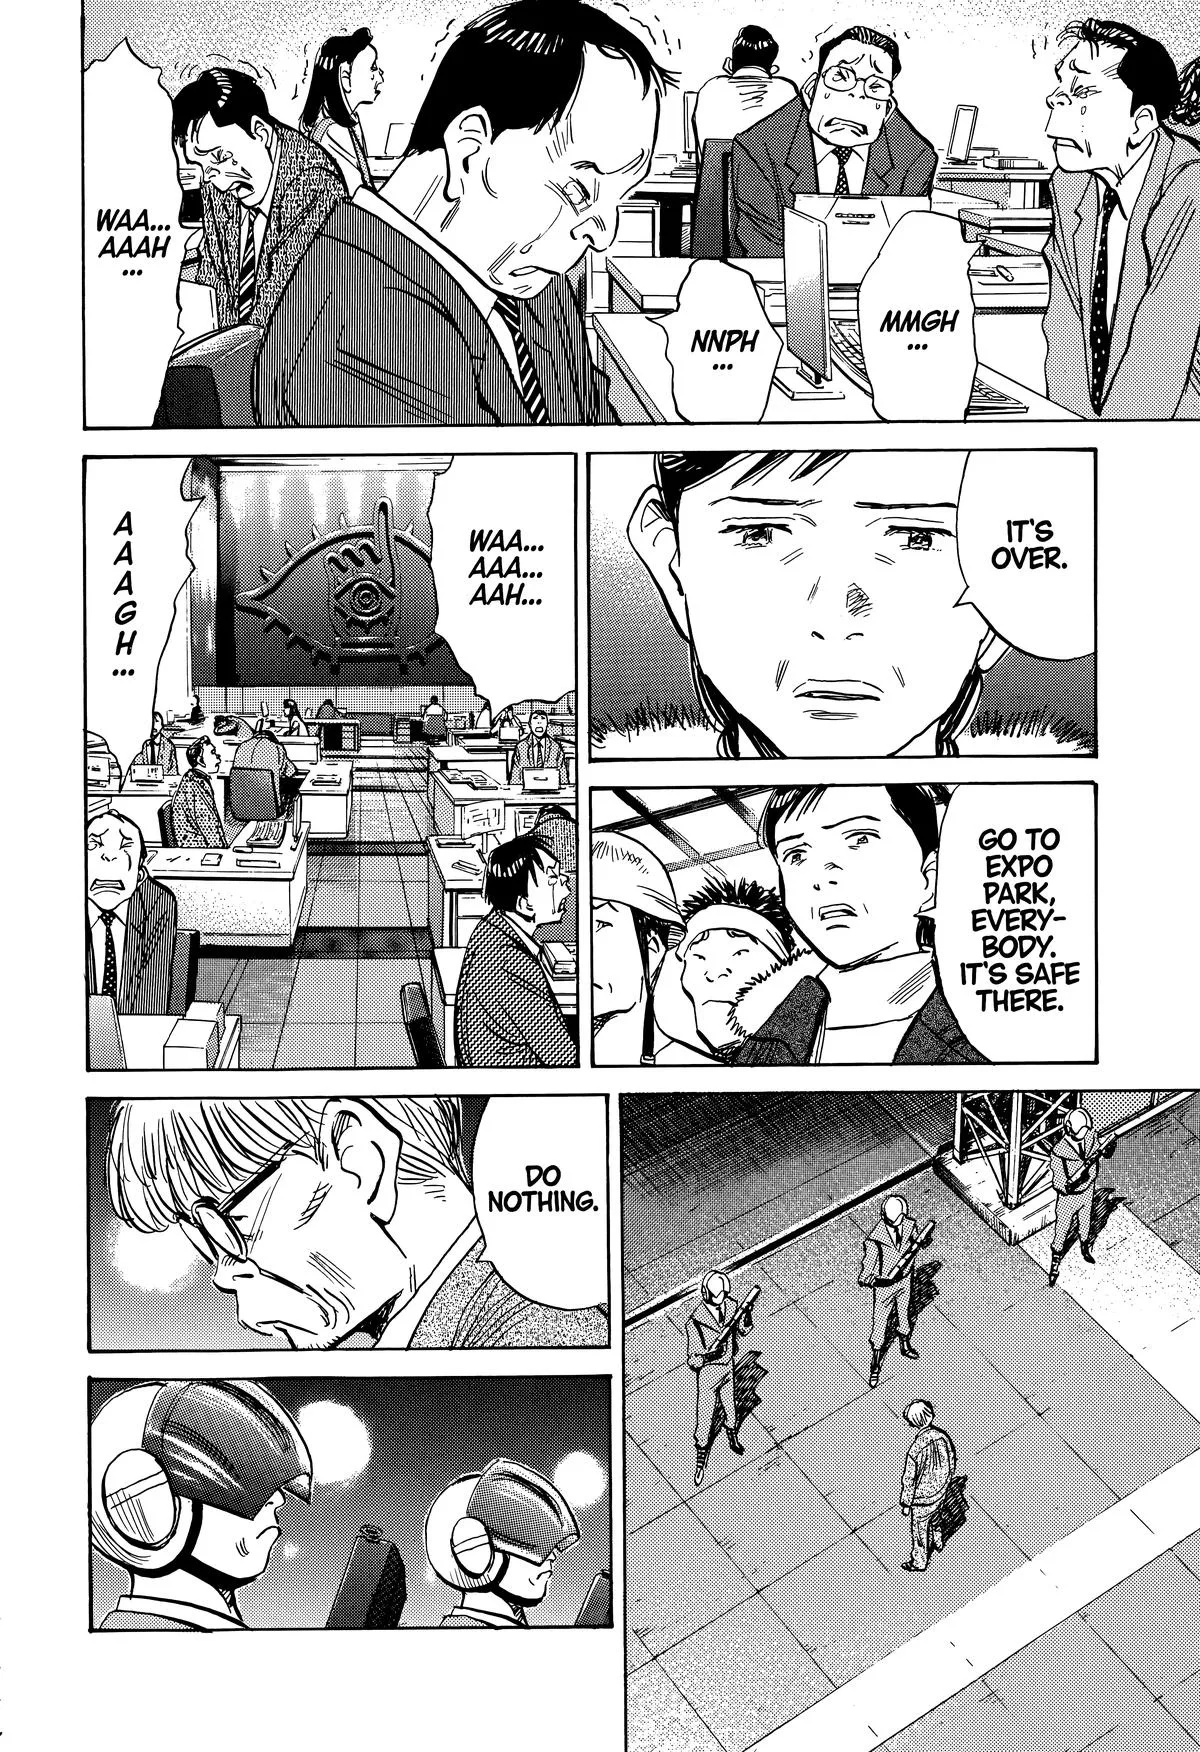 MMGH
...
NNPH
...
WAA...
AAAH
...
IT'S
OVER.
WAA...
AAA...
AAH...
A
A
A
G
H
...
GO TO
EXPO
PARK,
EVERY-
BODY.
IT'S SAFE
THERE.
DO
NOTHING.